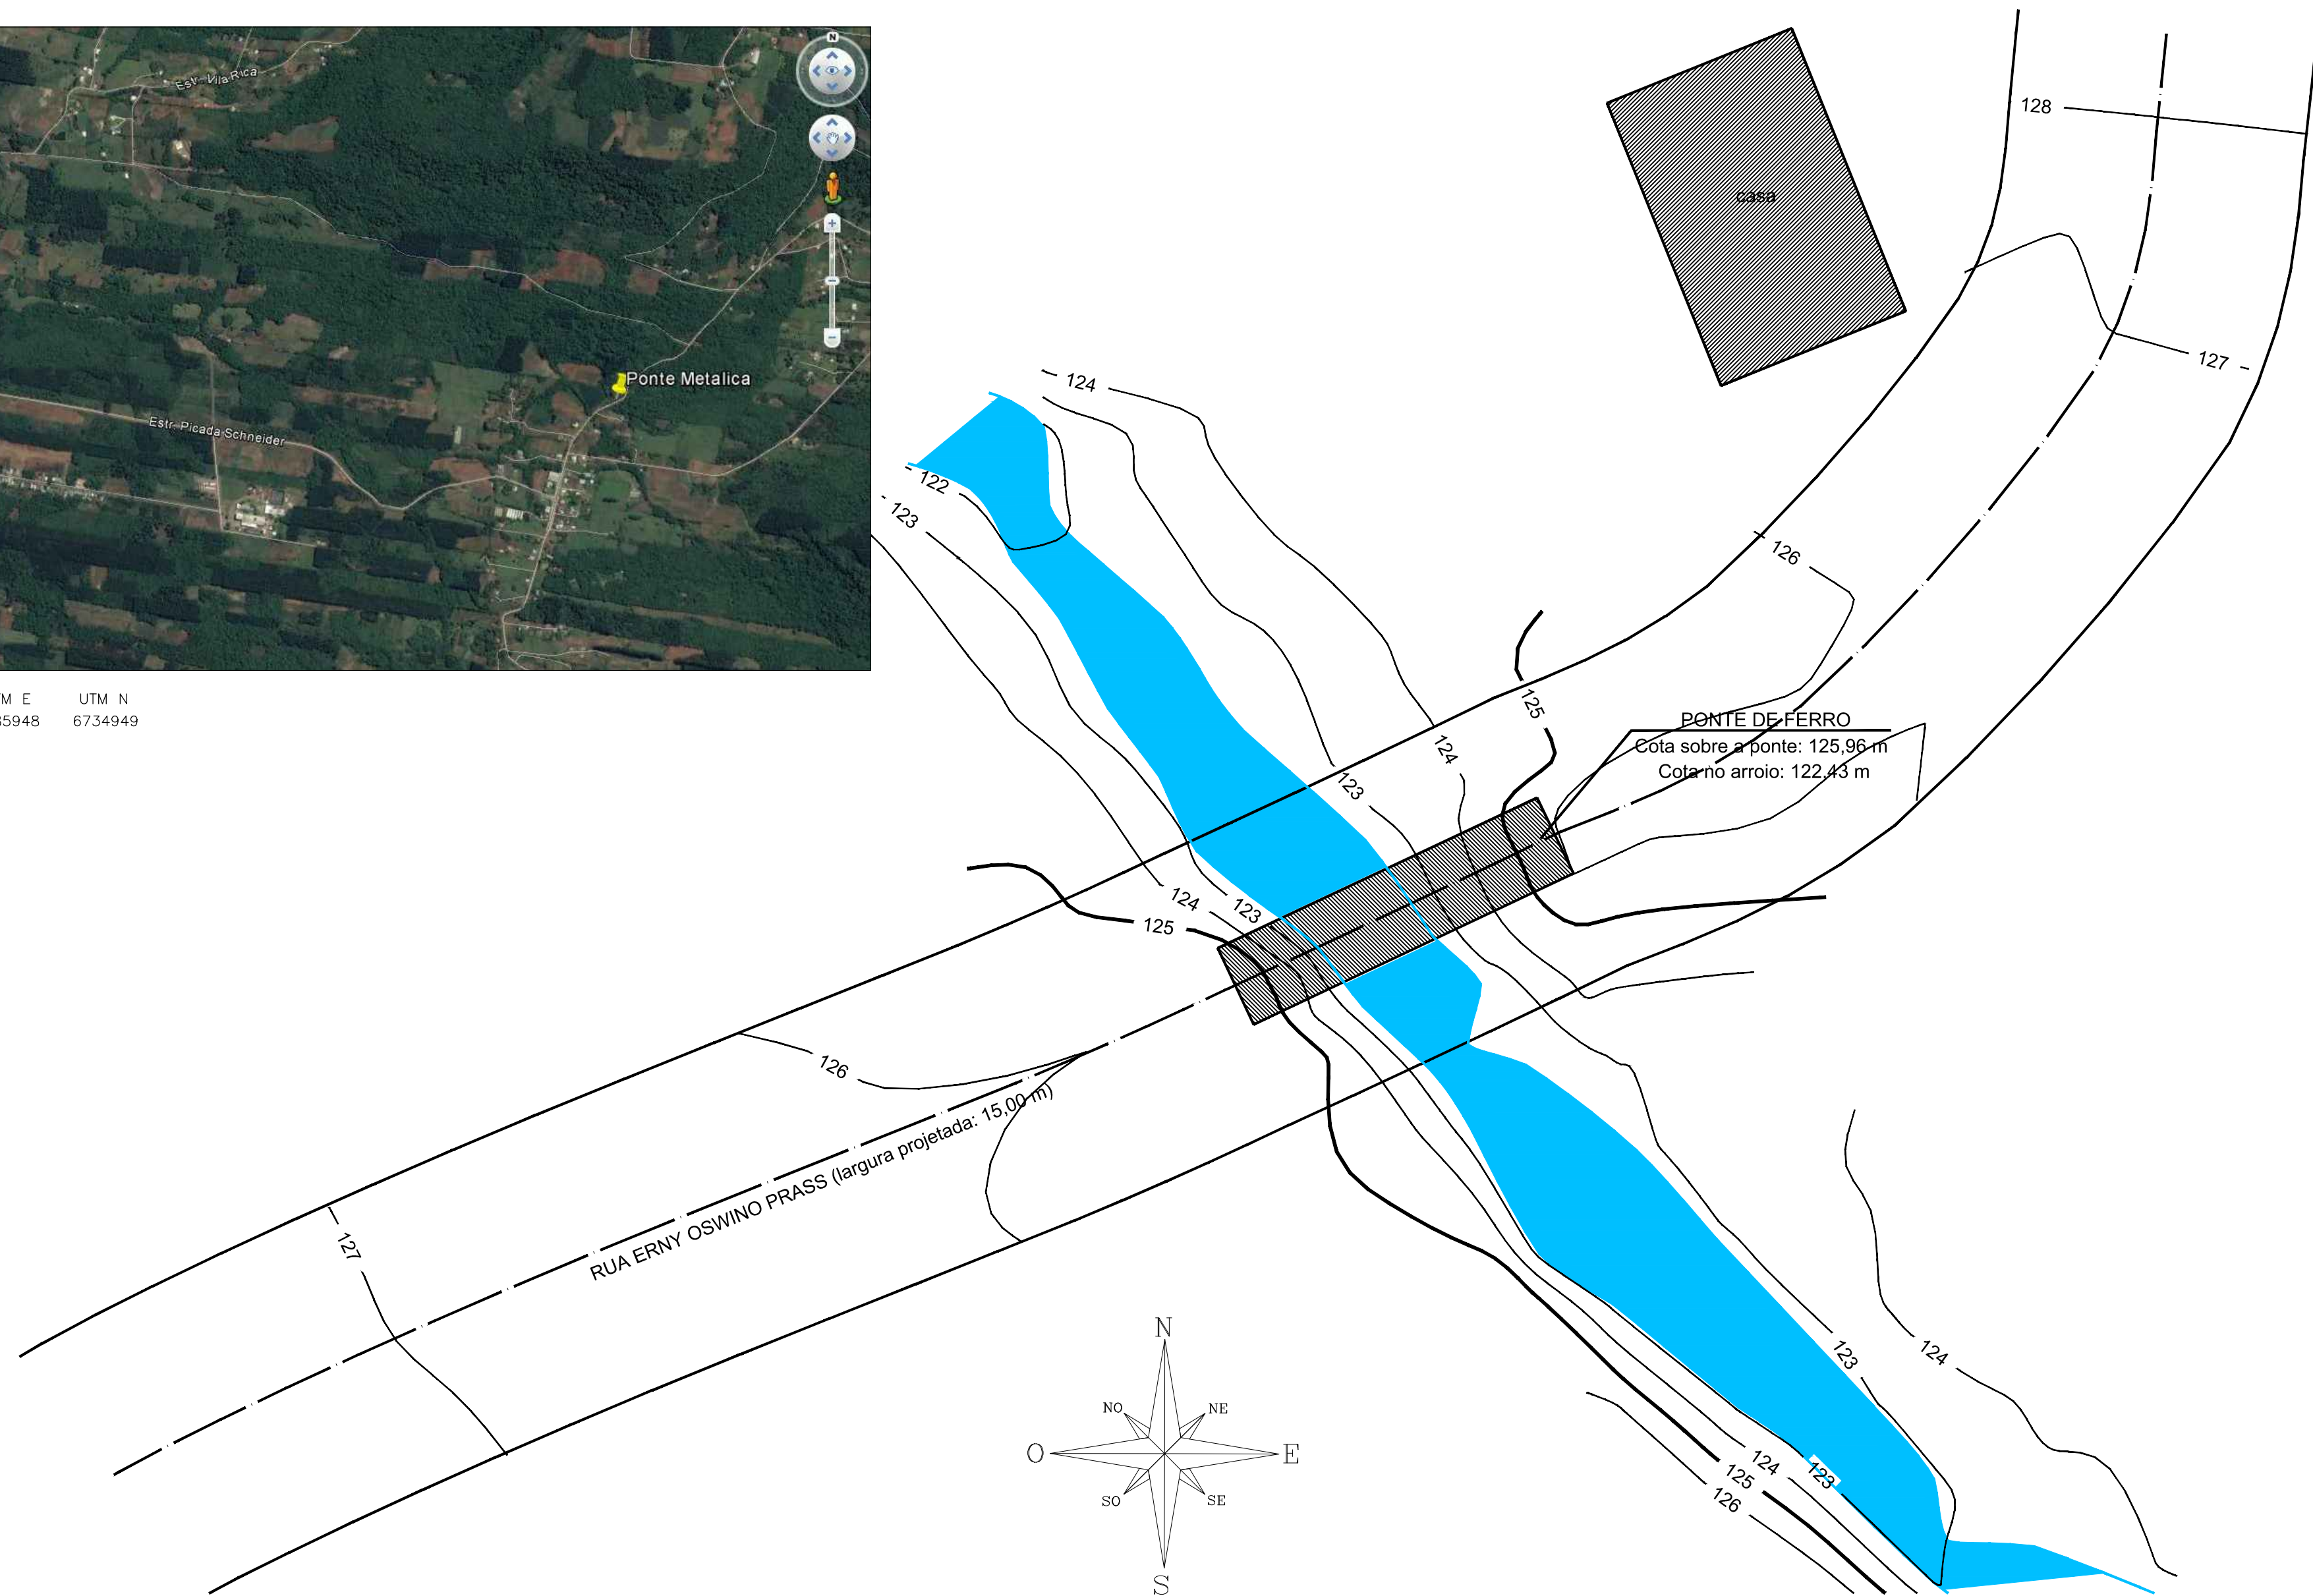 N
Estr. Vila Rica
Ponte Metalica
Estr. Picada Schneider
UTM N
6734949
casa
128
127
126
125
124
123
124
122
123
PONTE DE FERRO
Cota sobre a ponte: 125,96 m
Cota no arroio: 122,43 m
124
123
125
126
127
RUA ERNY OSWINO PRASS (largura projetada: 15,00 m)
N
NO
NE
O
E
SO
SE
S
123
124
124
123
125
126